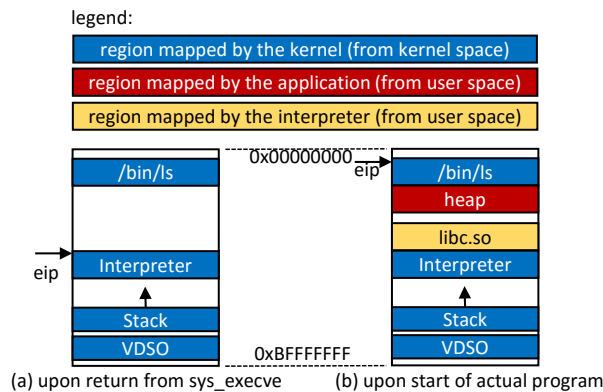 legend:
region mapped by the kernel (from kernel space)
region mapped by the application (from user space)
region mapped by the interpreter (from user space)
0x00000000
/bin/ls
eip
/bin/ls
heap
libc.so
eip
Interpreter
Interpreter
Stack
Stack
VDSO
0xBFFFFFFF
VDSO
(a) upon return from sys_execve
(b) upon start of actual program